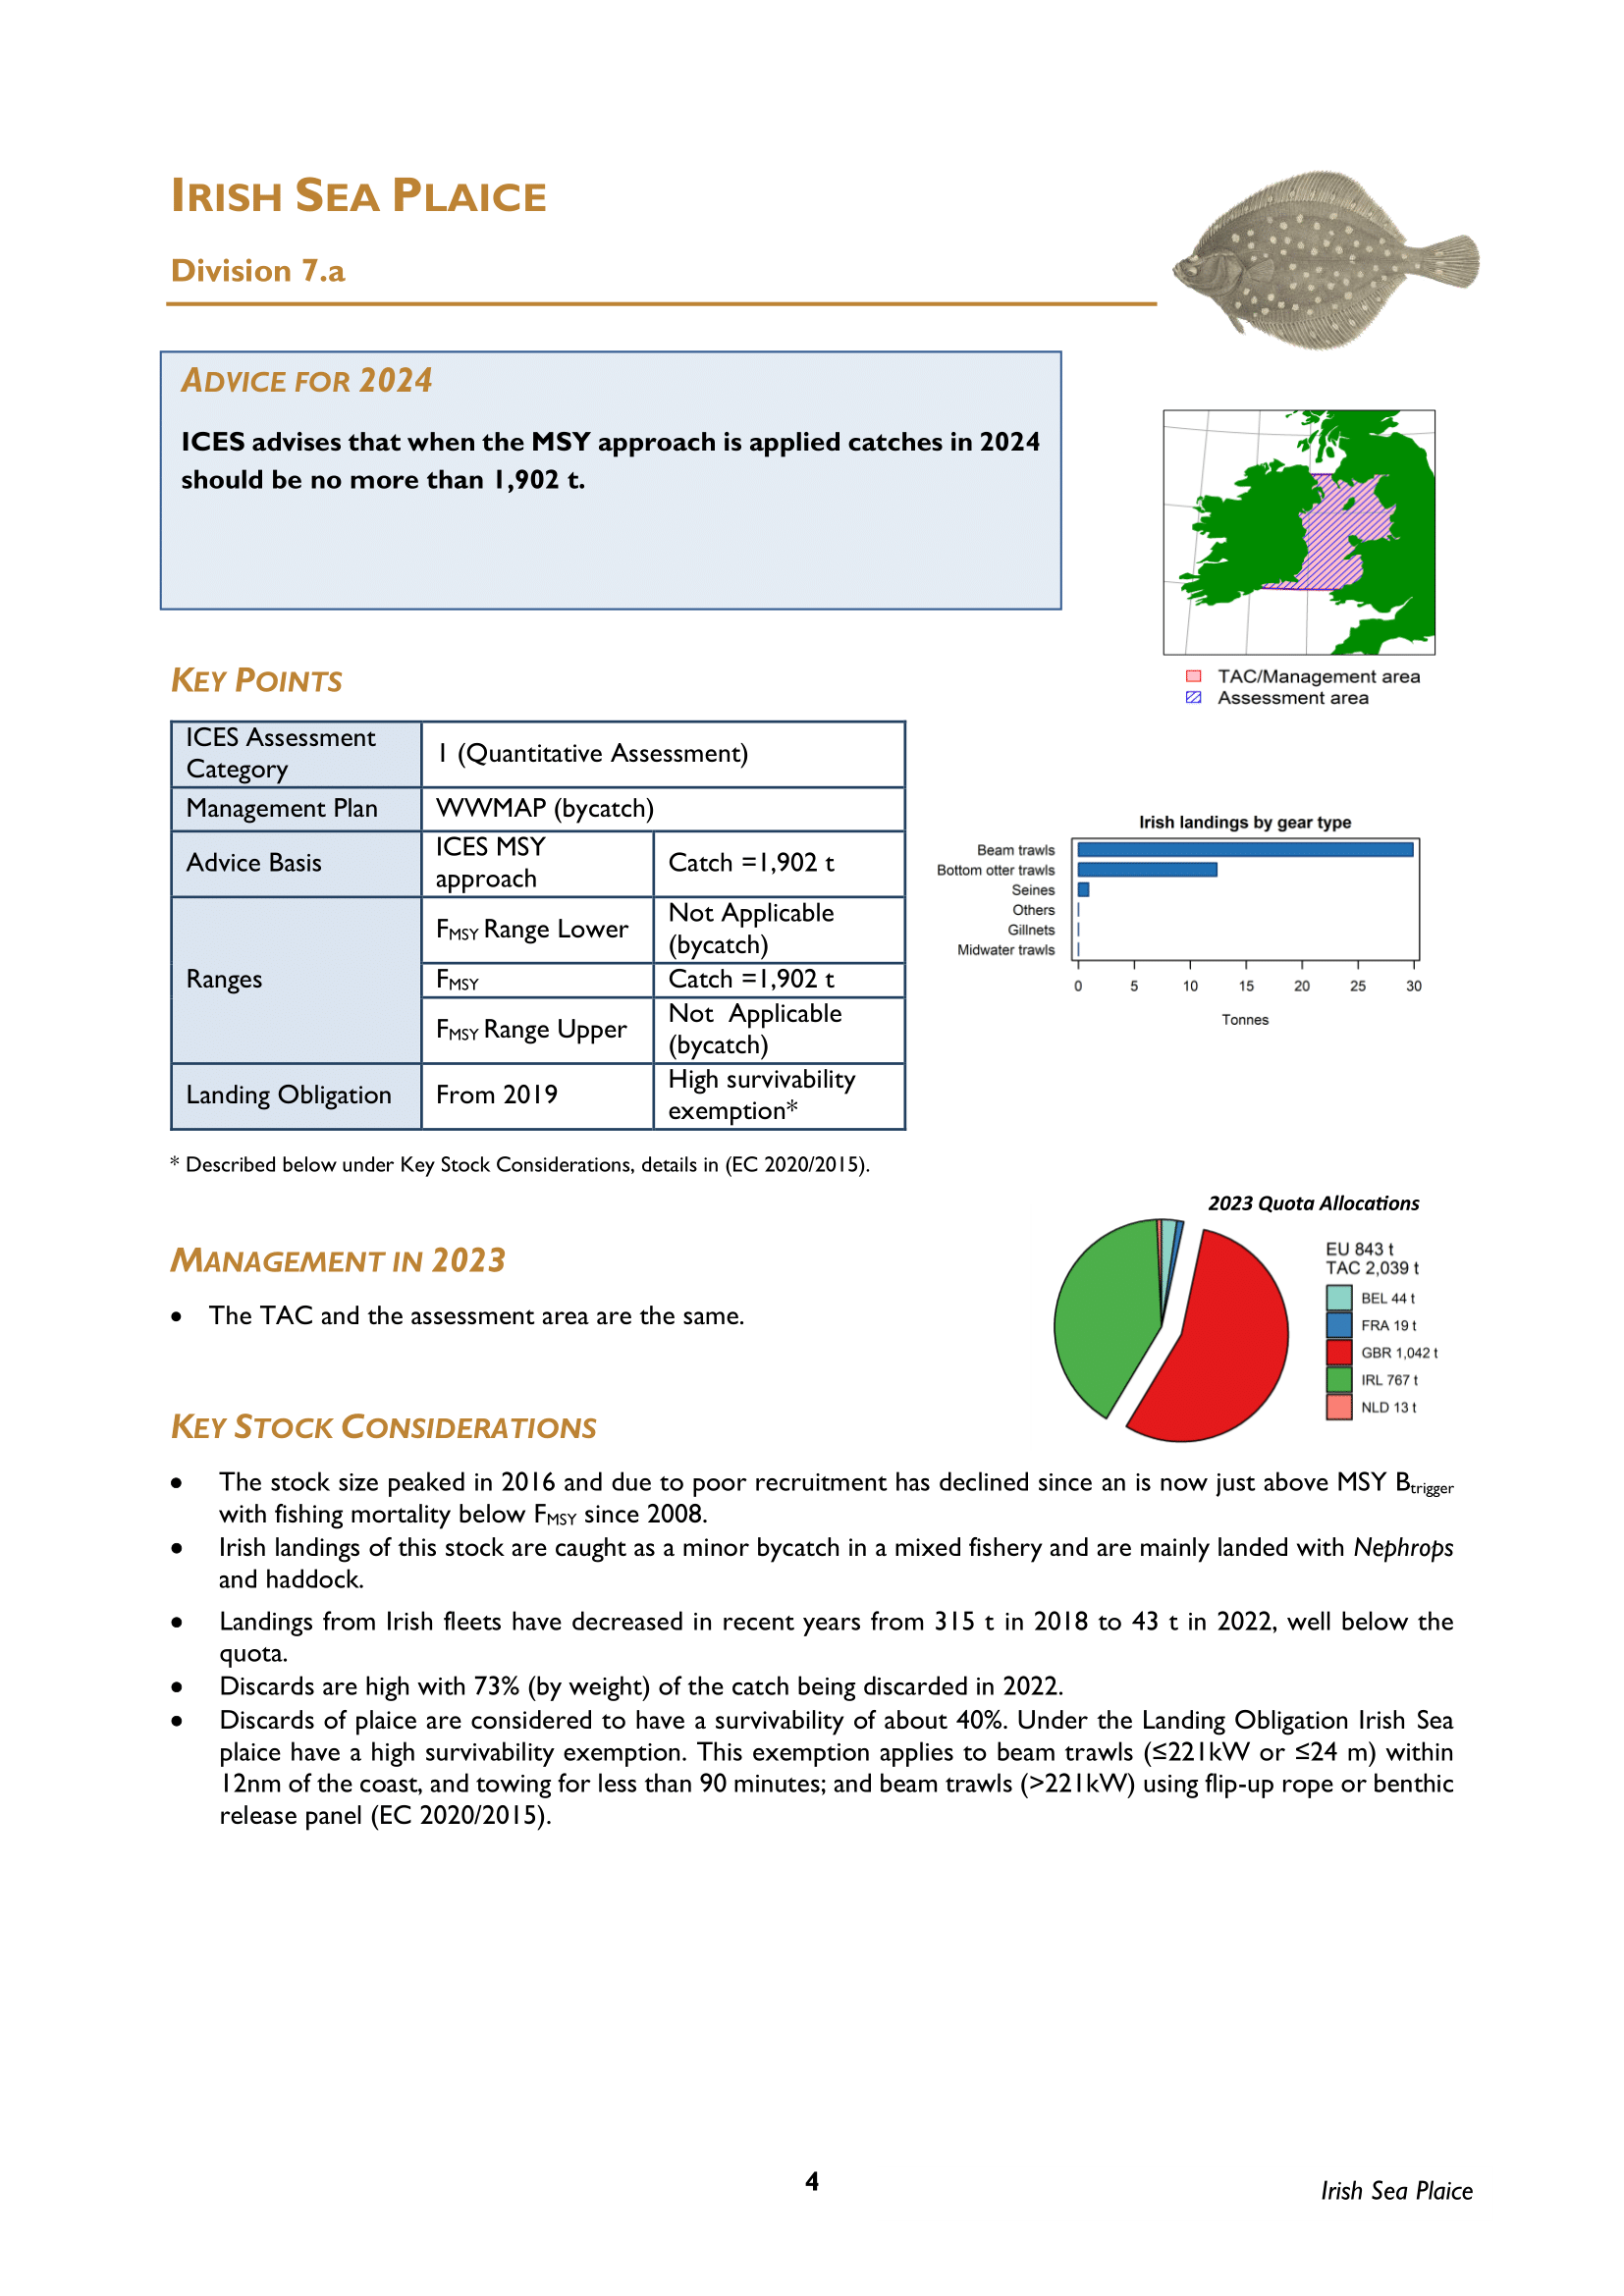 IRISH SEA PLAICE
Division 7.a
ADVICE FOR 2024
ICES advises that when the MSY approach is applied catches in 2024
should be no more than 1,902 t.
TAC/Management area
Assessment area
KEY POINTS
ICES Assessment
Category
1 (Quantitative Assessment)
Management Plan
WWMAP (bycatch)
Advice Basis
ICES MSY
approach
Catch =1,902 t
Ranges
FMSY Range Lower
Not Applicable
(bycatch)
FMSY
Catch =1,902 t
FMSY Range Upper
Not Applicable
(bycatch)
Landing Obligation
From 2019
High survivability
exemption*
* Described below under Key Stock Considerations, details in (EC 2020/2015).
Irish landings by gear type
Beam trawls
Bottom otter trawls
Seines
Others
Gillnets
Midwater trawls
0 5 10 15 20 25 30
Tonnes
2023 Quota Allocations
EU 843 t
TAC 2,039 t
BEL 44 t
FRA 19 t
GBR 1,042 t
IRL 767 t
NLD 13 t
MANAGEMENT IN 2023
• The TAC and the assessment area are the same.
KEY STOCK CONSIDERATIONS
• The stock size peaked in 2016 and due to poor recruitment has declined since an is now just above MSY Btrigger
with fishing mortality below FMSY since 2008.
• Irish landings of this stock are caught as a minor bycatch in a mixed fishery and are mainly landed with Nephrops
and haddock.
• Landings from Irish fleets have decreased in recent years from 315 t in 2018 to 43 t in 2022, well below the
quota.
• Discards are high with 73% (by weight) of the catch being discarded in 2022.
• Discards of plaice are considered to have a survivability of about 40%. Under the Landing Obligation Irish Sea
plaice have a high survivability exemption. This exemption applies to beam trawls (≤221kW or ≤24 m) within
12nm of the coast, and towing for less than 90 minutes; and beam trawls (>221kW) using flip-up rope or benthic
release panel (EC 2020/2015).
4
Irish Sea Plaice